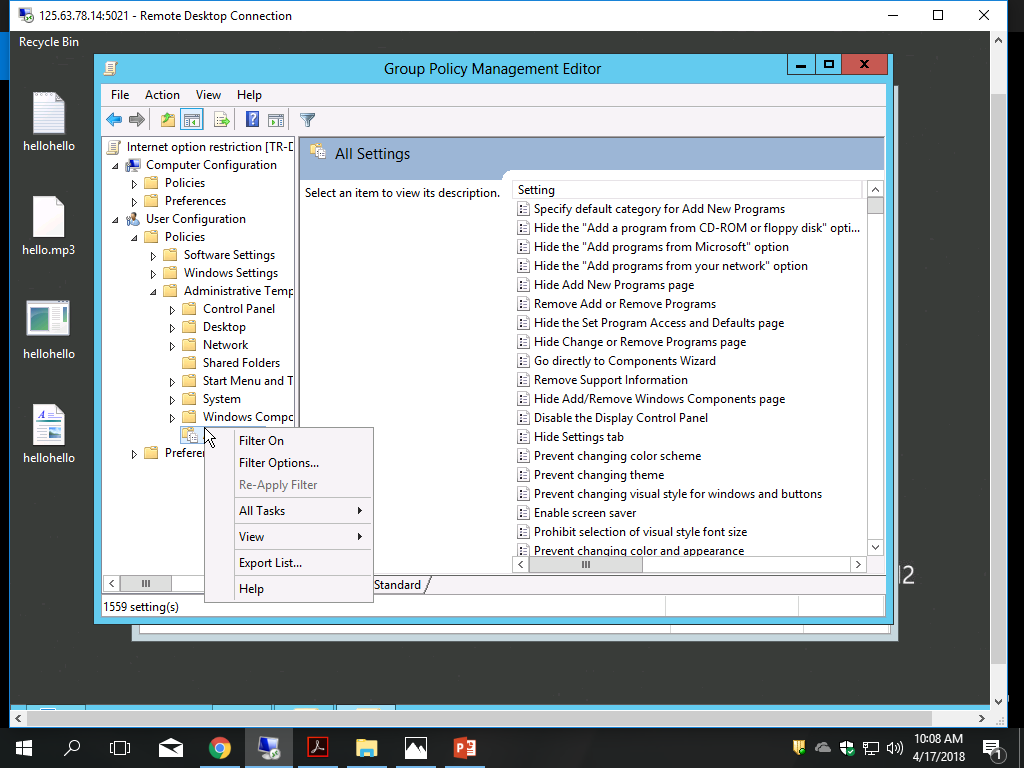 125.63.78.14:5021 - Remote Desktop Connection
Recycle Bin
hellohello
hello.mp3
hellohello
hellohello
Group Policy Management Editor
File Action View Help
Internet option restriction [TR-D
Computer Configuration
Policies
Preferences
User Configuration
Policies
Software Settings
Windows Settings
Administrative Temp
Control Panel
Desktop
Network
Shared Folders
Start Menu and T
System
Windows Compo
Prefere
Filter On
Filter Options...
Re-Apply Filter
All Tasks
View
Export List...
Help
All Settings
Select an item to view its description.
Setting
Specify default category for Add New Programs
Hide the "Add a program from CD-ROM or floppy disk" opti...
Hide the "Add programs from Microsoft" option
Hide the "Add programs from your network" option
Hide Add New Programs page
Remove Add or Remove Programs
Hide the Set Program Access and Defaults page
Hide Change or Remove Programs page
Go directly to Components Wizard
Remove Support Information
Hide Add/Remove Windows Components page
Disable the Display Control Panel
Hide Settings tab
Prevent changing color scheme
Prevent changing theme
Prevent changing visual style for windows and buttons
Enable screen saver
Prohibit selection of visual style font size
Prevent changing color and appearance
Standard
1559 setting(s)
10:08 AM
4/17/2018
1